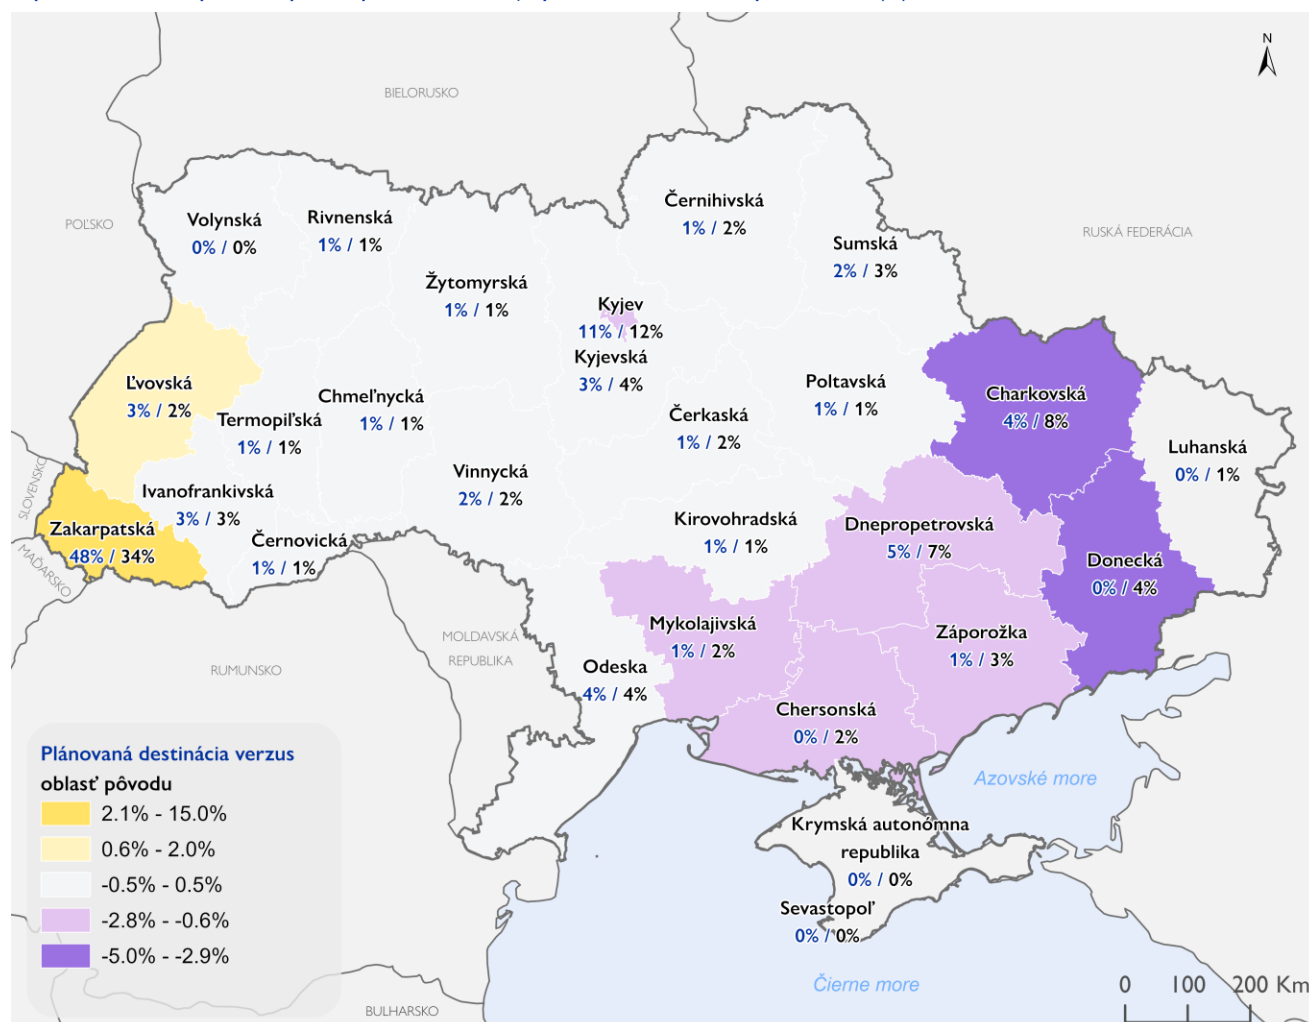 N
BIELORUSKO
POĽSKO
RUSKÁ FEDERÁCIA
Volynská
0% / 0%
Rivnenská
1% / 1%
Černihivská
1% / 2%
Sumská
2% / 3%
Žytomyrská
1% / 1%
Kyjev
11% / 12%
Kyjevská
3% / 4%
Ľvovská
3% / 2%
Termopiľská
1% / 1%
Chmeľnycká
1% / 1%
Čerkaská
1% / 2%
Poltavská
1% / 1%
Charkovská
4% / 8%
Luhanská
0% / 1%
SLOVENSKO
Ivanofrankivská
3% / 3%
Vinnycká
2% / 2%
Zakarpatská
48% / 34%
Černovická
1% / 1%
Kirovohradská
1% / 1%
Dnepropetrovská
5% / 7%
Donecká
0% / 4%
MAĎARSKO
RUMUNSKO
MOLDAVSKÁ
REPUBLIKA
Mykolajivská
1% / 2%
Záporožka
1% / 3%
Odeska
4% / 4%
Chersonská
0% / 2%
Azovské more
Krymská autonómna
republika
0% / 0%
Sevastopoľ
0% / 0%
Čierne more
BULHARSKO
Plánovaná destinácia verzus
oblasť pôvodu
2.1% - 15.0%
0.6% - 2.0%
-0.5% - 0.5%
-2.8% - -0.6%
-5.0% - -2.9%
0 100 200 Km